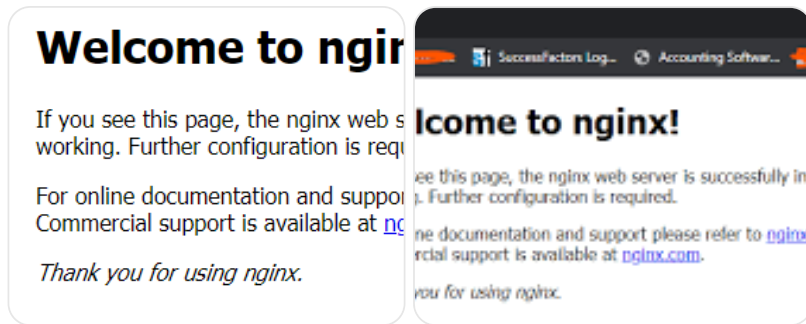 Welcome to ngi
If you see this page, the nginx web s
working. Further configuration is requ
For online documentation and suppor
Commercial support is available at ng
Thank you for using nginx.
SuccessFactors Log...
Accounting Softwar...
lcome to nginx!
ee this page, the nginx web server is successfully in
. Further configuration is required.
ne documentation and support please refer to nginx
rcial support is available at nginx.com.
you for using nginx.